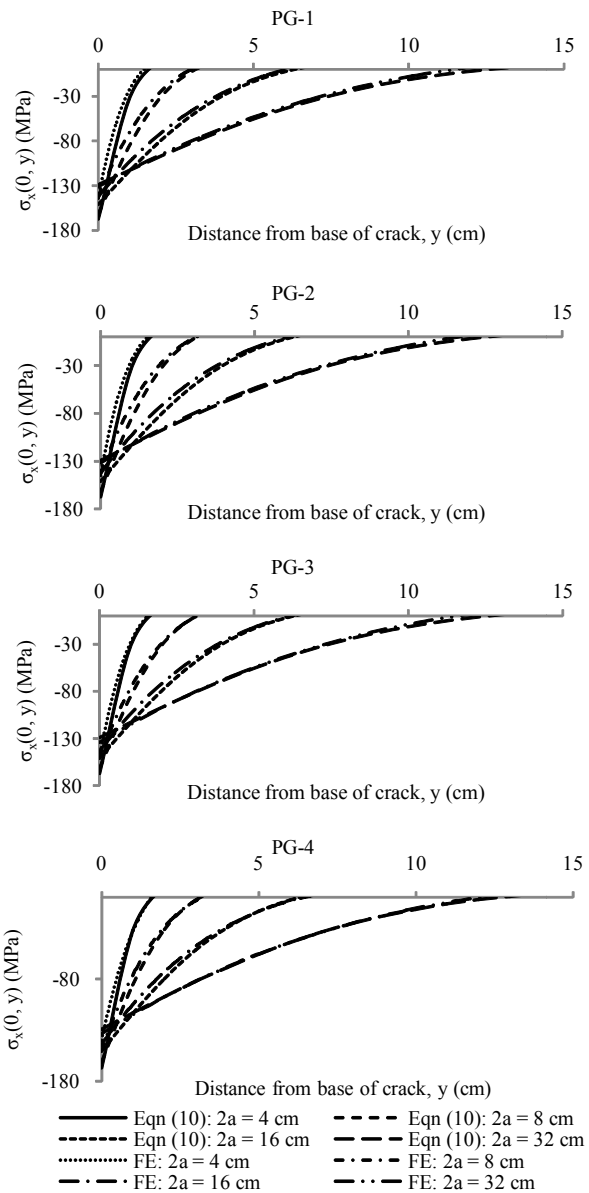 PG-1
0 5 10 15
-30
-80
-130
-180
σx(0, y) (MPa)
Distance from base of crack, y (cm)
PG-2
0 5 10 15
-30
-80
-130
-180
σx(0, y) (MPa)
Distance from base of crack, y (cm)
PG-3
0 5 10 15
-30
-80
-130
-180
σx(0, y) (MPa)
Distance from base of crack, y (cm)
PG-4
0 5 10 15
-80
-180
σx(0, y) (MPa)
Distance from base of crack, y (cm)
Eqn (10): 2a = 4 cm Eqn (10): 2a = 8 cm
Eqn (10): 2a = 16 cm Eqn (10): 2a = 32 cm
FE: 2a = 4 cm FE: 2a = 8 cm
FE: 2a = 16 cm FE: 2a = 32 cm